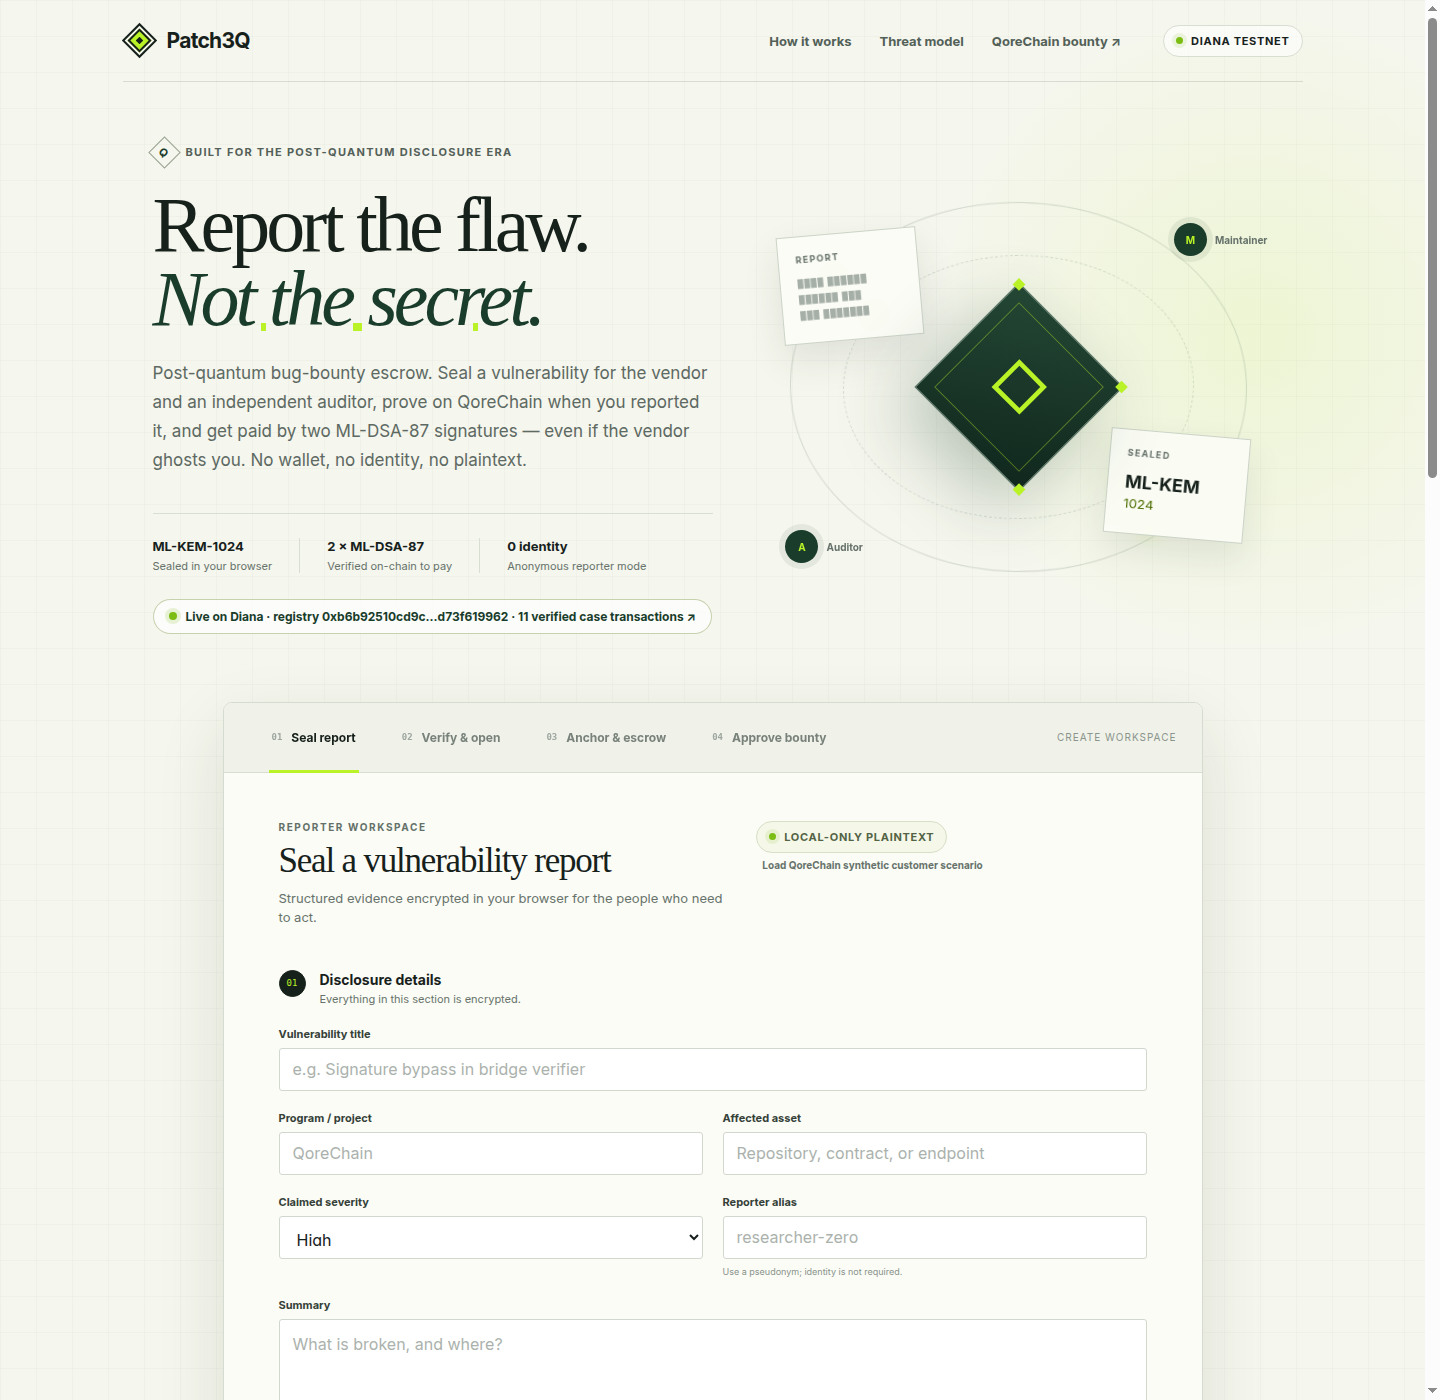 Patch3Q
How it works
Threat model
QoreChain bounty ↗
DIANA TESTNET
Q
BUILT FOR THE POST-QUANTUM DISCLOSURE ERA
Report the flaw.
Not the secret.
Post-quantum bug-bounty escrow. Seal a vulnerability for the vendor
and an independent auditor, prove on QoreChain when you reported
it, and get paid by two ML-DSA-87 signatures — even if the vendor
ghosts you. No wallet, no identity, no plaintext.
ML-KEM-1024
Sealed in your browser
2 × ML-DSA-87
Verified on-chain to pay
0 identity
Anonymous reporter mode
Live on Diana · registry 0xb6b92510cd9c…d73f619962 · 11 verified case transactions ↗
REPORT
M
Maintainer
SEALED
ML-KEM
1024
A
Auditor
01 Seal report
02 Verify & open
03 Anchor & escrow
04 Approve bounty
CREATE WORKSPACE
REPORTER WORKSPACE
Seal a vulnerability report
Structured evidence encrypted in your browser for the people who need
to act.
LOCAL-ONLY PLAINTEXT
Load QoreChain synthetic customer scenario
01
Disclosure details
Everything in this section is encrypted.
Vulnerability title
e.g. Signature bypass in bridge verifier
Program / project
Affected asset
QoreChain
Repository, contract, or endpoint
Claimed severity
Reporter alias
High
researcher-zero
Use a pseudonym; identity is not required.
Summary
What is broken, and where?